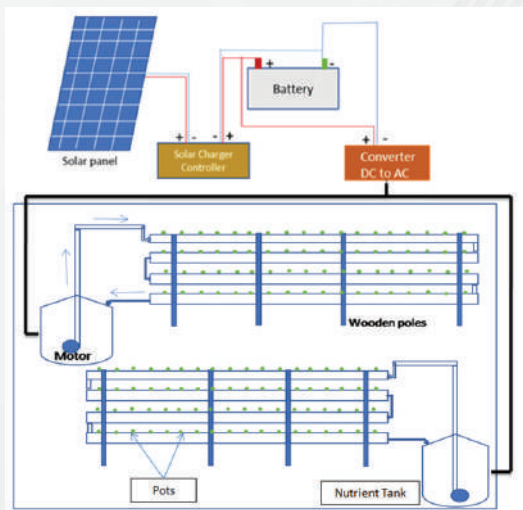 + -
Battery
Solar panel
+ - - +
Solar Charger
Controller
+ -
Converter
DC to AC
Wooden poles
Motor
Pots
Nutrient Tank